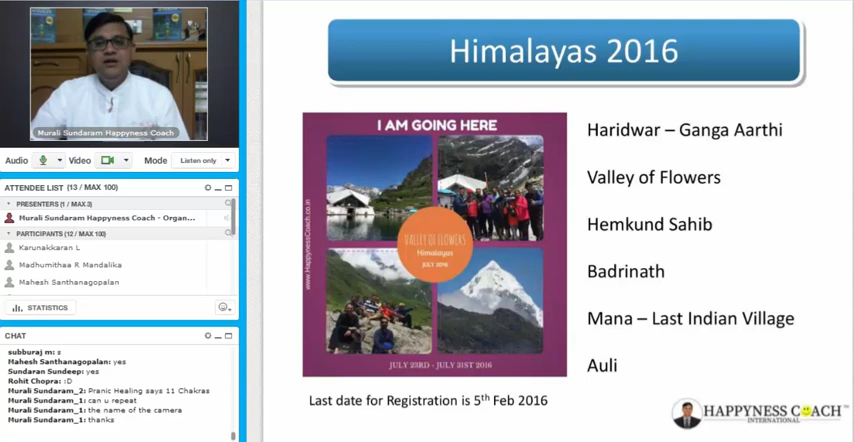 Murali Sundaram Happyness Coach
Audio Video Mode Listen only
ATTENDEE LIST (13 / MAX 100)
PRESENTERS (1 / MAX 3)
Murali Sundaram Happyness Coach - Organ...
PARTICIPANTS (12 / MAX 100)
Karunakkaran L
Madhumithaa R Mandalika
Mahesh Santhanagopalan
STATISTICS
CHAT
subburaj m: s
Mahesh Santhanagopalan: yes
Sundaran Sundeep: yes
Rohit Chopra: :D
Murali Sundaram_2: Pranic Healing says 11 Chakras
Murali Sundaram_1: can u repeat
Murali Sundaram_1: the name of the camera
Murali Sundaram_1: thanks
Himalayas 2016
I AM GOING HERE
www.HappynessCoach.co.in
VALLEY OF FLOWERS
Himalayas
JULY 2016
JULY 23RD - JULY 31ST 2016
Last date for Registration is 5th Feb 2016
Haridwar – Ganga Aarthi
Valley of Flowers
Hemkund Sahib
Badrinath
Mana – Last Indian Village
Auli
HAPPYNESS COACH™
INTERNATIONAL